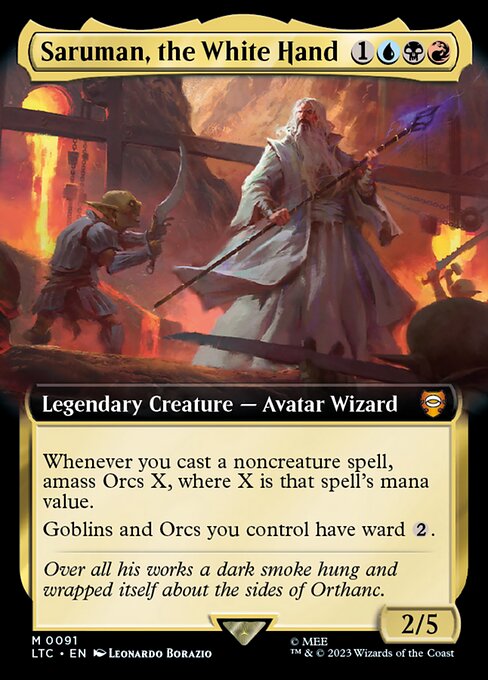 Saruman, the White Hand 1
Legendary Creature — Avatar Wizard
Whenever you cast a noncreature spell,
amass Orcs X, where X is that spell's mana
value.
Goblins and Orcs you control have ward 2.
Over all his works a dark smoke hung and
wrapped itself about the sides of Orthanc.
2/5
M 0091
LTC • EN Leonardo Borazio
© MEE
™ & © 2023 Wizards of the Coast